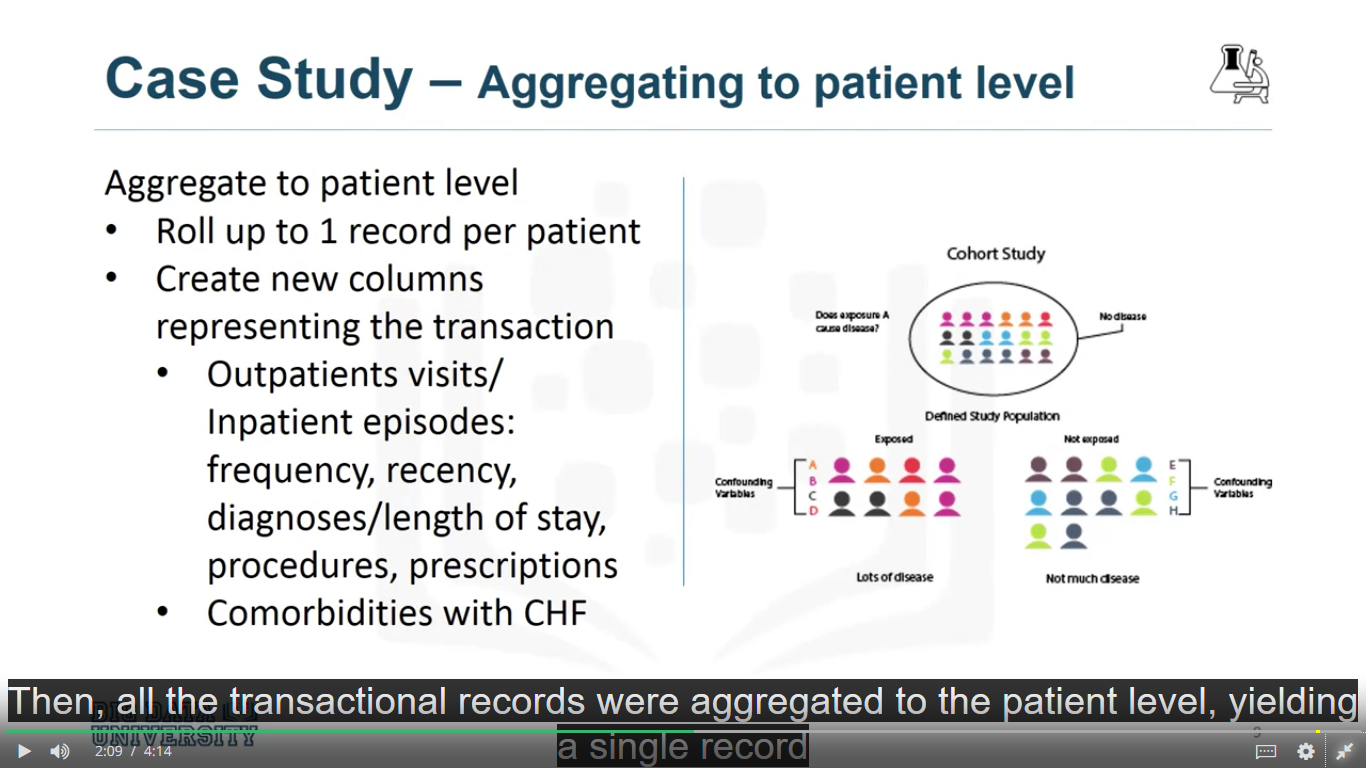 Case Study – Aggregating to patient level
Aggregate to patient level
• Roll up to 1 record per patient
• Create new columns
representing the transaction
• Outpatients visits/
Inpatient episodes:
frequency, recency,
diagnoses/length of stay,
procedures, prescriptions
• Comorbidities with CHF
Cohort Study
Does exposure A
cause disease?
No disease
Defined Study Population
Exposed
Not exposed
Confounding
Variables
A
B
C
D
E
F
G
H
Confounding
Variables
Lots of disease
Not much disease
Then, all the transactional records were aggregated to the patient level, yielding
a single record
BIG DATA
UNIVERSITY
2:09 / 4:14